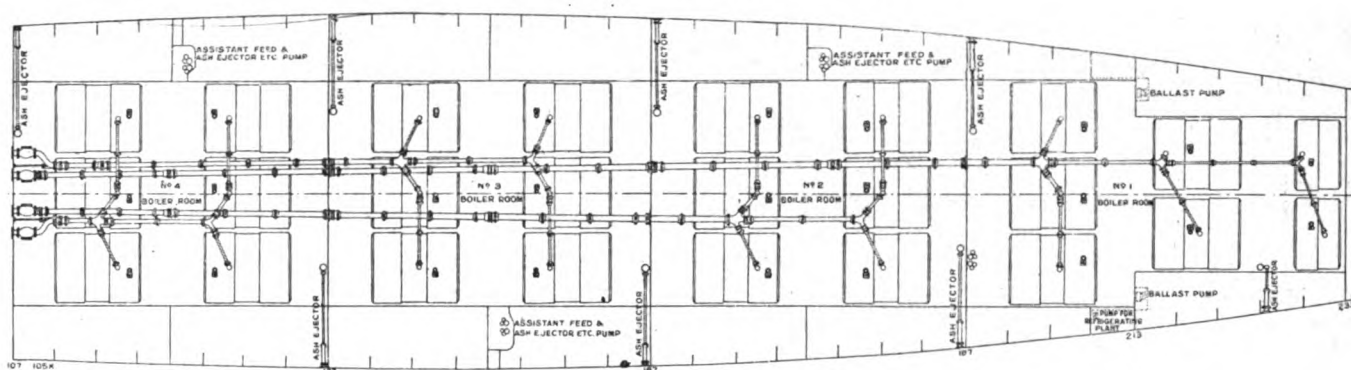 ASH EJECTOR
ASSISTANT FEED &
ASH EJECTOR ETC PUMP
ASH EJECTOR
ASH EJECTOR
ASSISTANT FEED &
ASH EJECTOR ETC PUMP
ASH EJECTOR
BALLAST PUMP
Nº 4
BOILER ROOM
Nº 3
BOILER ROOM
Nº 2
BOILER ROOM
Nº 1
BOILER ROOM
ASH EJECTOR
ASSISTANT FEED &
ASH EJECTOR ETC. PUMP
ASH EJECTOR
ASH EJECTOR
BALLAST PUMP
PUMP FOR
REFRIGERATING
PLANT
ASH EJECTOR
107 105K
187
213